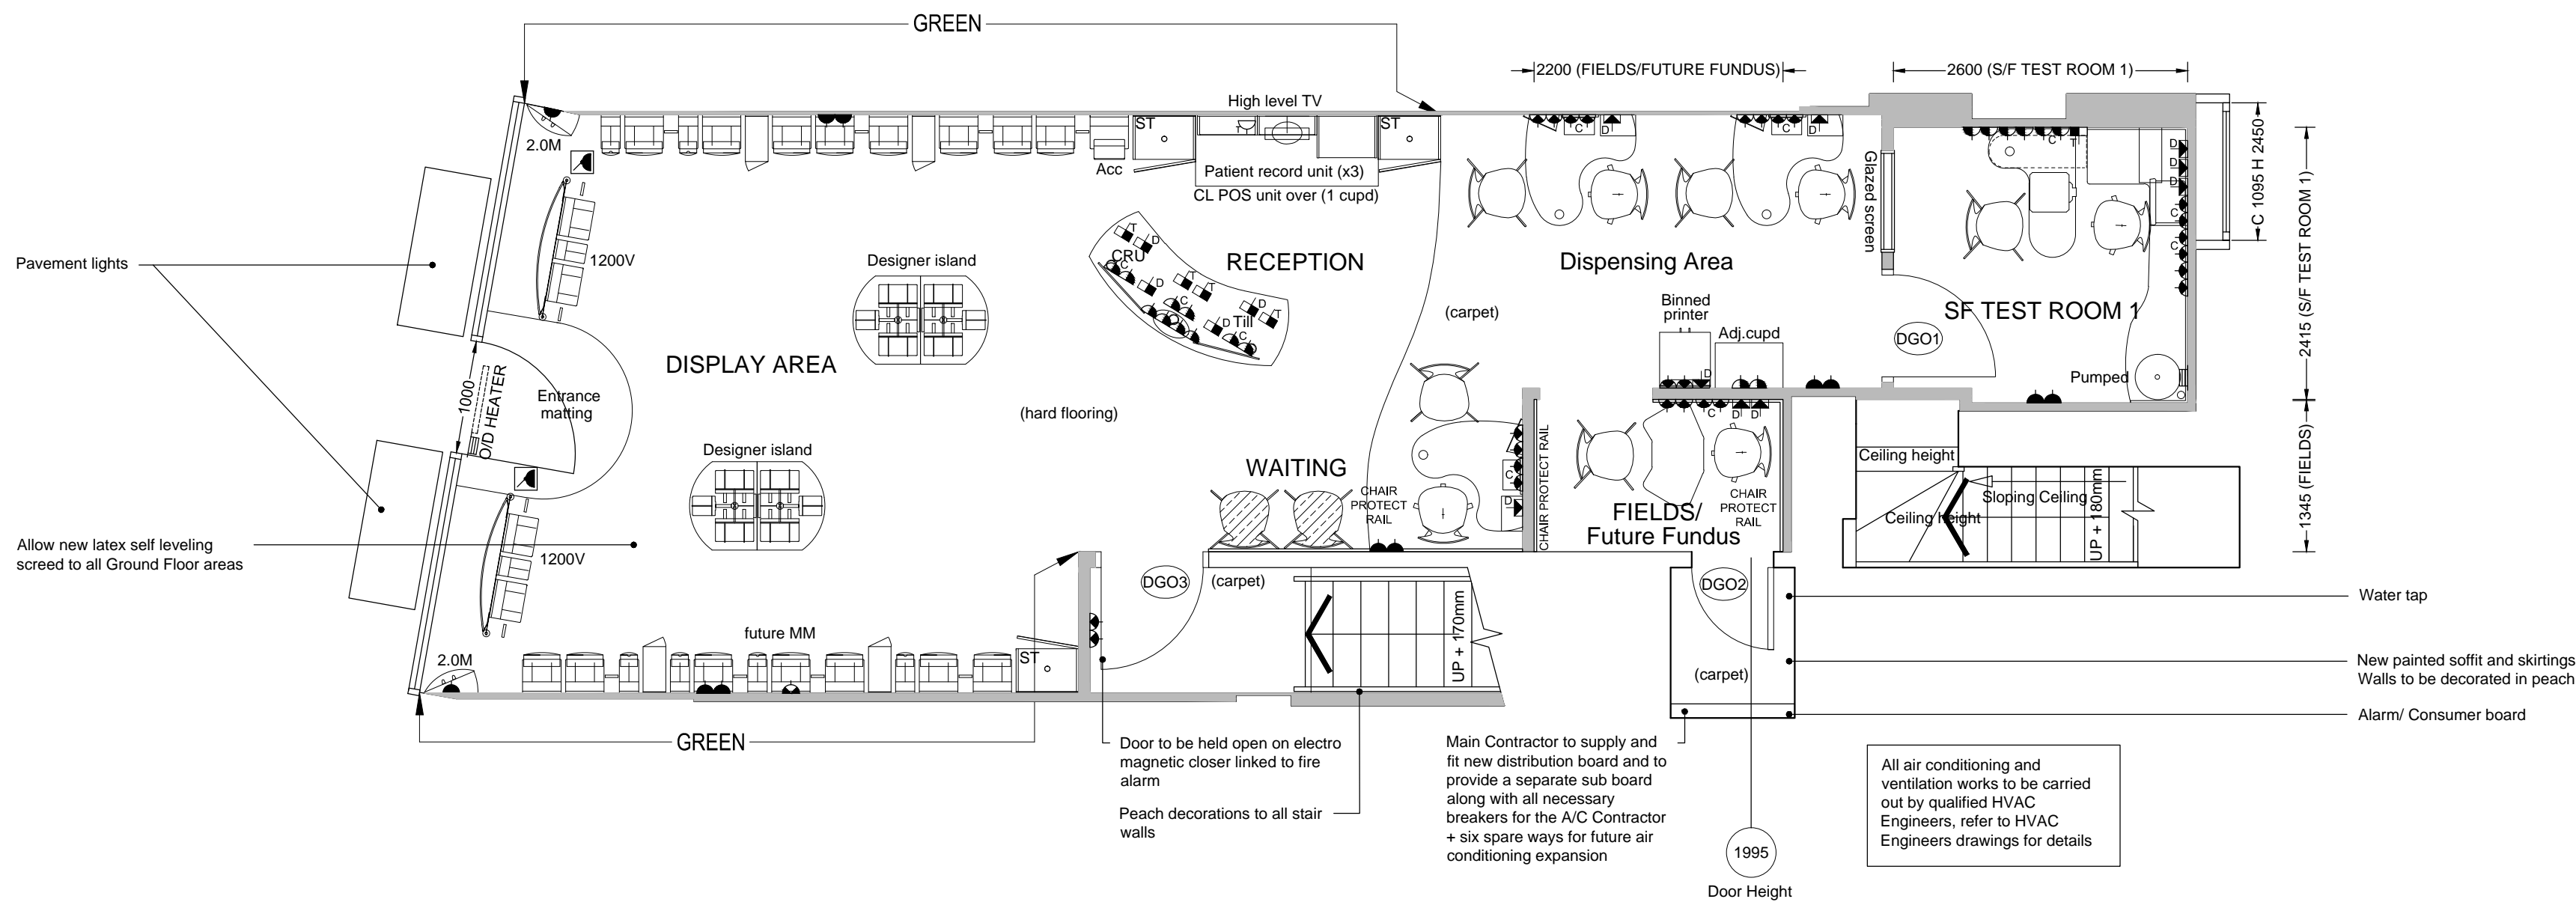 GREEN
2200 (FIELDS/FUTURE FUNDUS)
2600 (S/F TEST ROOM 1)
High level TV
ST
ST
2.0M
Acc
Patient record unit (x3)
CL POS unit over (1 cupd)
C
D
C
D
C
T
D
D
D
C
C
Glazed screen
C 1095 H 2450
2415 (S/F TEST ROOM 1)
Pavement lights
1200V
Designer island
T
D
CRU
C
D
T
T
C
D
D
T
Till
C
RECEPTION
Dispensing Area
(carpet)
Binned
printer
Adj.cupd
D
SF TEST ROOM 1
DGO1
Pumped
DISPLAY AREA
1000
O/D HEATER
Entrance
matting
(hard flooring)
Designer island
WAITING
CHAIR
PROTECT
RAIL
C
D
CHAIR PROTECT RAIL
C
D
D
CHAIR
PROTECT
RAIL
FIELDS/
Future Fundus
Ceiling height
Sloping Ceiling
Ceiling height
UP + 180mm
1345 (FIELDS)
Allow new latex self leveling
screed to all Ground Floor areas
1200V
DGO3
(carpet)
UP + 170mm
DGO2
(carpet)
Water tap
future MM
ST
2.0M
New painted soffit and skirtings
Walls to be decorated in peach
Alarm/ Consumer board
GREEN
Door to be held open on electro
magnetic closer linked to fire
alarm
Peach decorations to all stair
walls
Main Contractor to supply and
fit new distribution board and to
provide a separate sub board
along with all necessary
breakers for the A/C Contractor
+ six spare ways for future air
conditioning expansion
1995
Door Height
All air conditioning and
ventilation works to be carried
out by qualified HVAC
Engineers, refer to HVAC
Engineers drawings for details